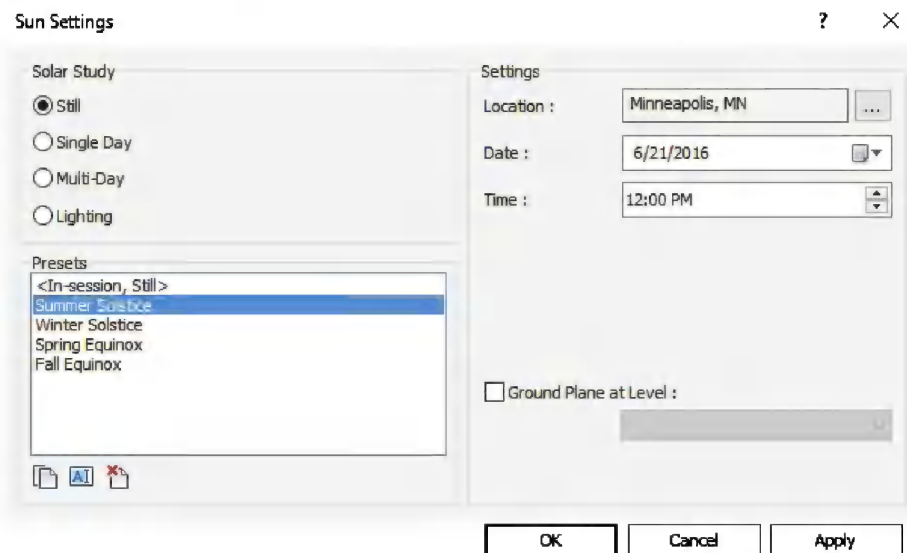 Sun Settings
?
Solar Study
Still
Single Day
Multi-Day
Lighting
Presets
<In-session, Still>
Summer Solstice
Winter Solstice
Spring Equinox
Fall Equinox
AI
Settings
Location :
Minneapolis, MN
...
Date :
6/21/2016
Time :
12:00 PM
Ground Plane at Level :
OK
Cancel
Apply